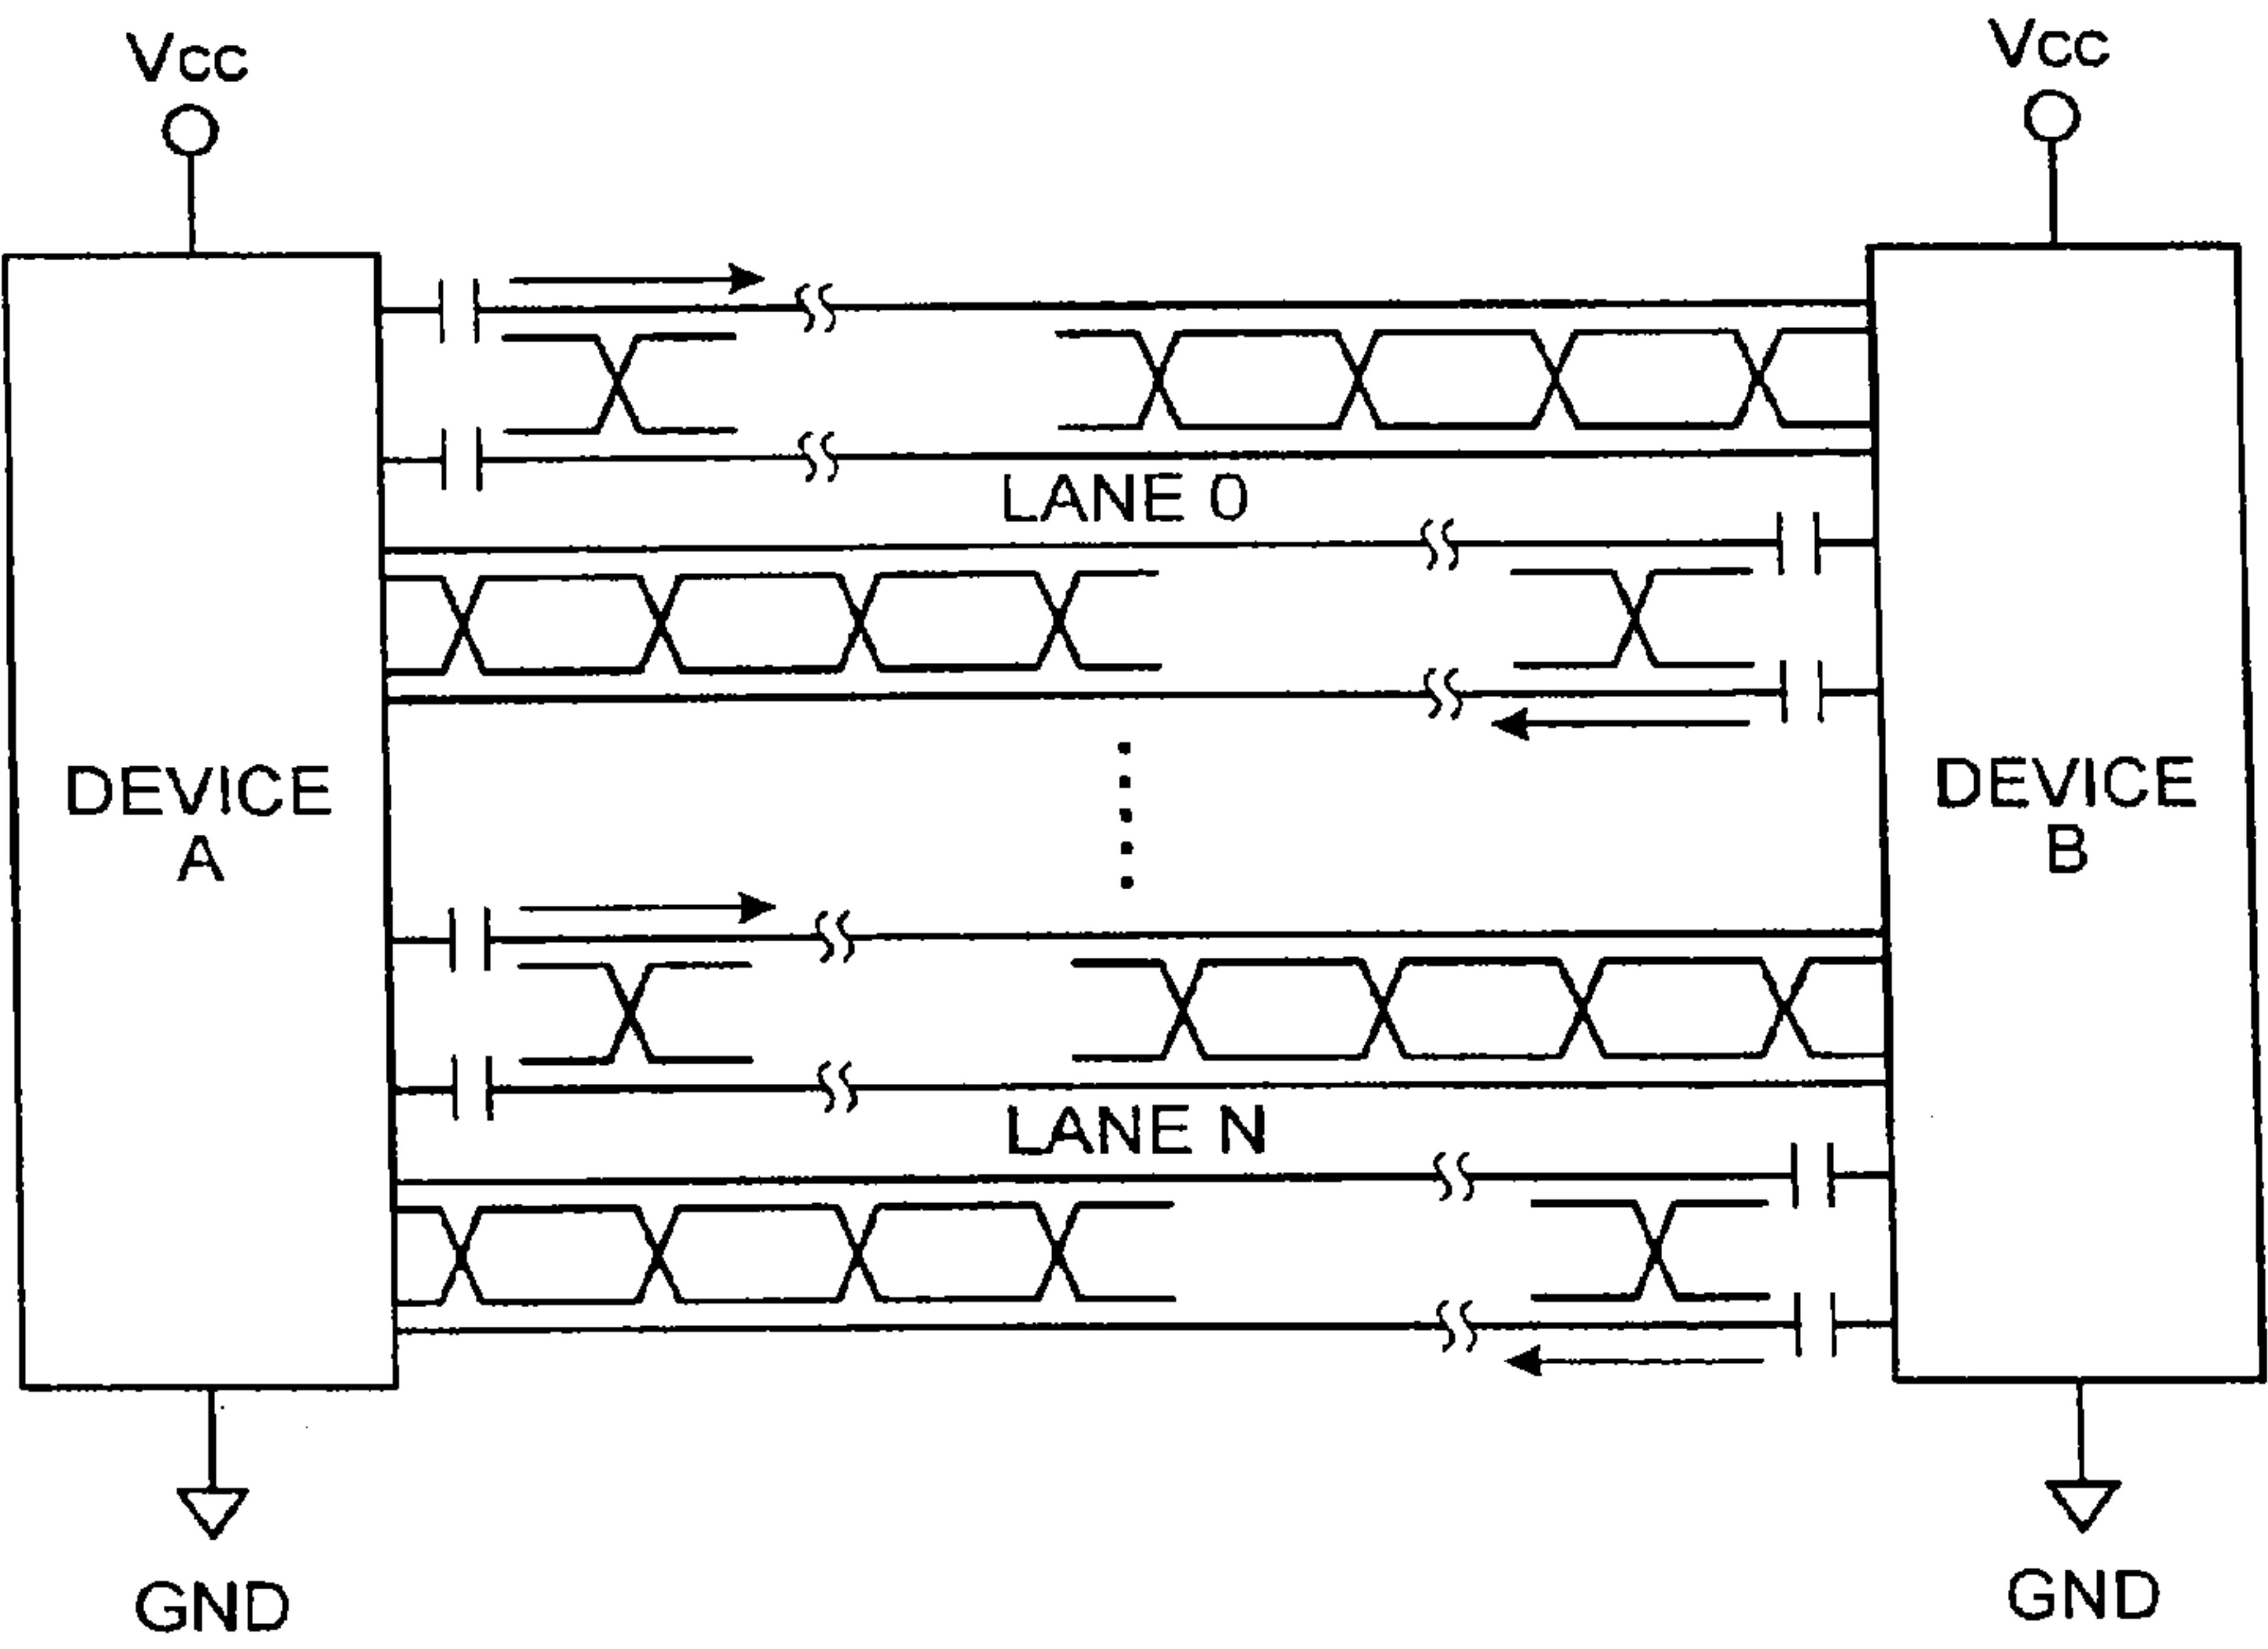 Vcc
Vcc
LANE 0
DEVICE
A
DEVICE
B
LANE N
GND
GND